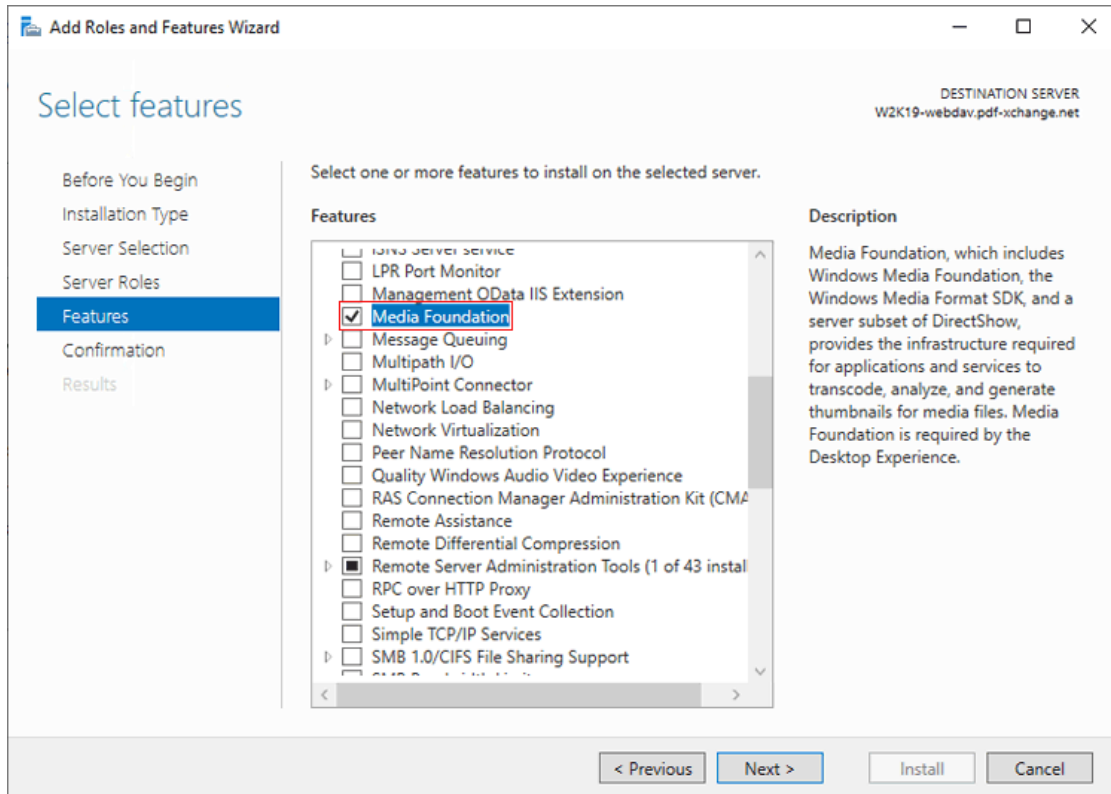 Add Roles and Features Wizard
Select features
DESTINATION SERVER
W2K19-webdav.pdf-xchange.net
Before You Begin
Installation Type
Server Selection
Server Roles
Features
Confirmation
Results
Select one or more features to install on the selected server.
Features
iSNS Server service
LPR Port Monitor
Management OData IIS Extension
Media Foundation
Message Queuing
Multipath I/O
MultiPoint Connector
Network Load Balancing
Network Virtualization
Peer Name Resolution Protocol
Quality Windows Audio Video Experience
RAS Connection Manager Administration Kit (CMA
Remote Assistance
Remote Differential Compression
Remote Server Administration Tools (1 of 43 instal
RPC over HTTP Proxy
Setup and Boot Event Collection
Simple TCP/IP Services
SMB 1.0/CIFS File Sharing Support
Description
Media Foundation, which includes
Windows Media Foundation, the
Windows Media Format SDK, and a
server subset of DirectShow,
provides the infrastructure required
for applications and services to
transcode, analyze, and generate
thumbnails for media files. Media
Foundation is required by the
Desktop Experience.
< Previous
Next >
Install
Cancel